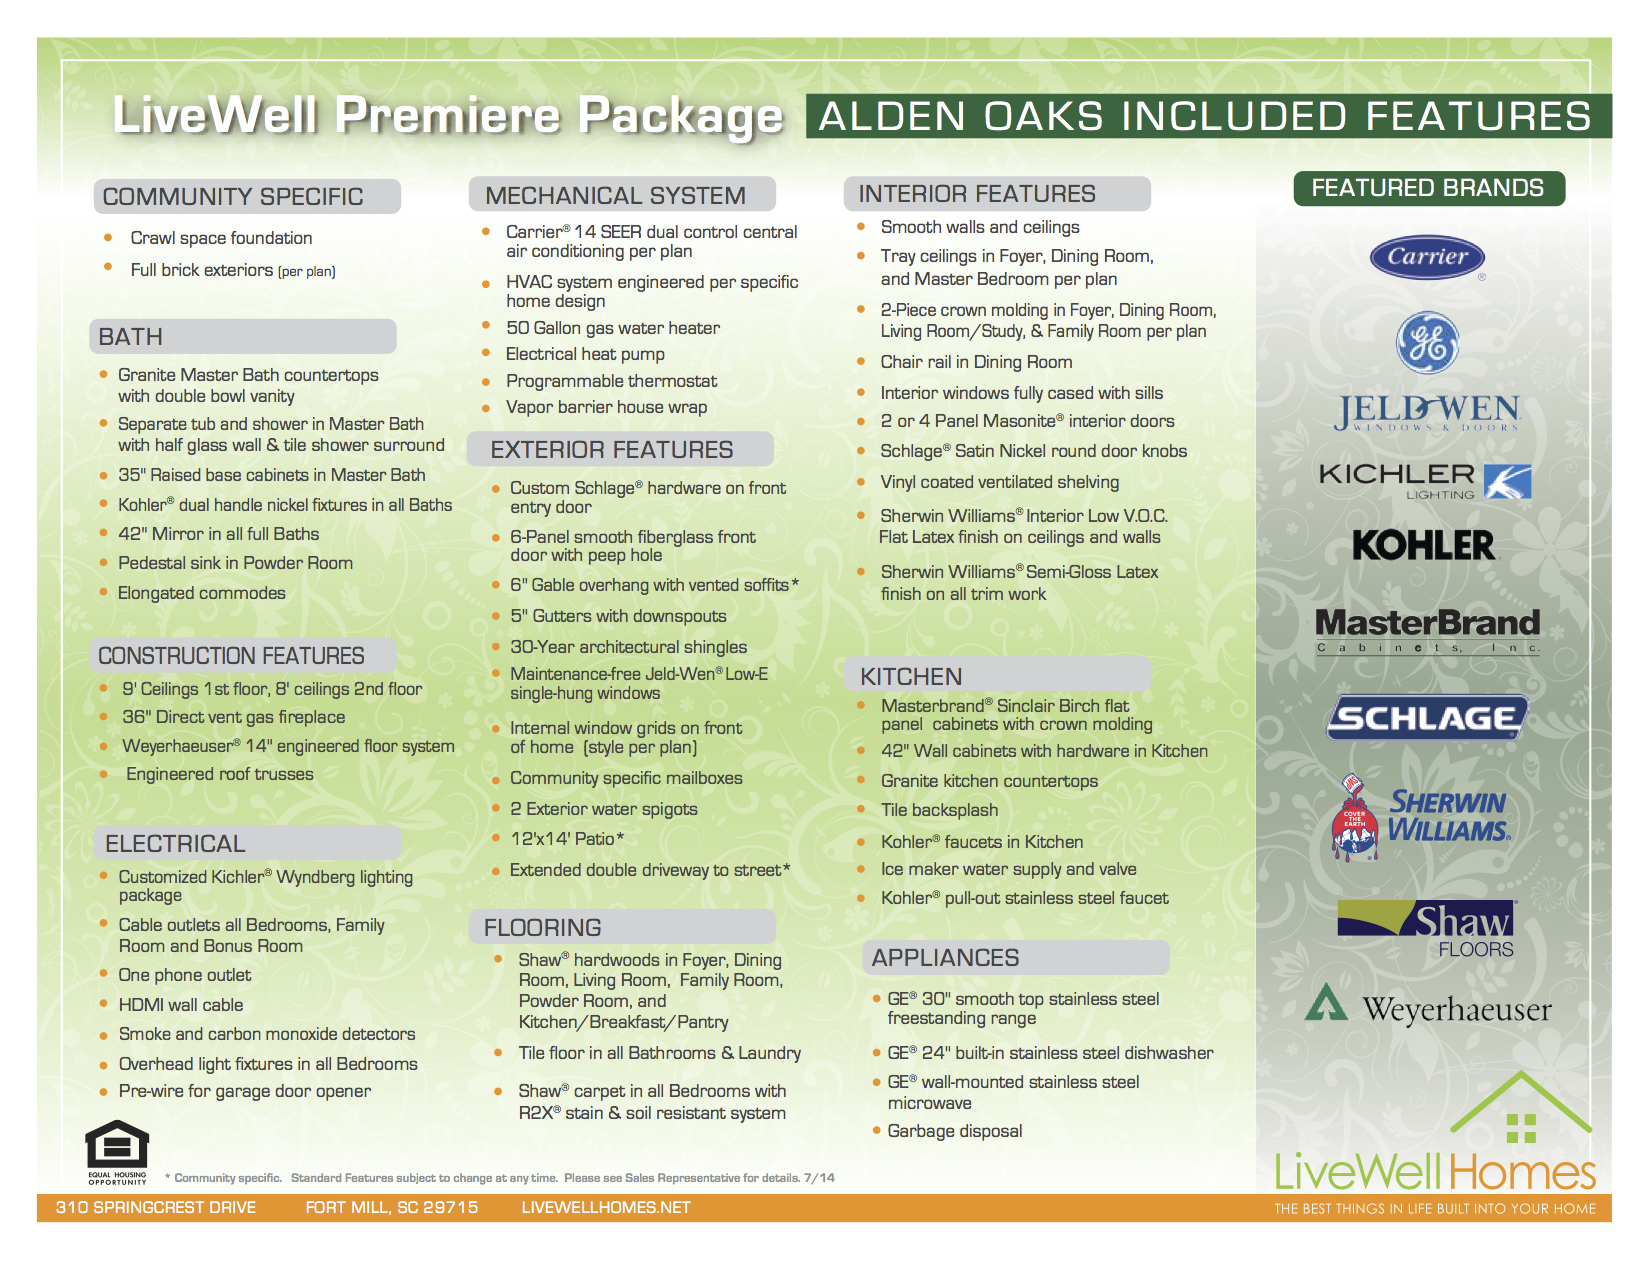 LiveWell Premiere Package
ALDEN OAKS INCLUDED FEATURES
COMMUNITY SPECIFIC
• Crawl space foundation
• Full brick exteriors (per plan)
BATH
• Granite Master Bath countertops
with double bowl vanity
• Separate tub and shower in Master Bath
with half glass wall & tile shower surround
• 35" Raised base cabinets in Master Bath
• Kohler® dual handle nickel fixtures in all Baths
• 42" Mirror in all full Baths
• Pedestal sink in Powder Room
• Elongated commodes
CONSTRUCTION FEATURES
• 9' Ceilings 1st floor, 8' ceilings 2nd floor
• 36" Direct vent gas fireplace
• Weyerhaeuser® 14" engineered floor system
• Engineered roof trusses
ELECTRICAL
• Customized Kichler® Wyndberg lighting
package
• Cable outlets all Bedrooms, Family
Room and Bonus Room
• One phone outlet
• HDMI wall cable
• Smoke and carbon monoxide detectors
• Overhead light fixtures in all Bedrooms
• Pre-wire for garage door opener
MECHANICAL SYSTEM
• Carrier® 14 SEER dual control central
air conditioning per plan
• HVAC system engineered per specific
home design
• 50 Gallon gas water heater
• Electrical heat pump
• Programmable thermostat
• Vapor barrier house wrap
EXTERIOR FEATURES
• Custom Schlage® hardware on front
entry door
• 6-Panel smooth fiberglass front
door with peep hole
• 6" Gable overhang with vented soffits*
• 5" Gutters with downspouts
• 30-Year architectural shingles
• Maintenance-free Jeld-Wen® Low-E
single-hung windows
• Internal window grids on front
of home (style per plan)
• Community specific mailboxes
• 2 Exterior water spigots
• 12'x14' Patio*
• Extended double driveway to street*
FLOORING
• Shaw® hardwoods in Foyer, Dining
Room, Living Room, Family Room,
Powder Room, and
Kitchen/Breakfast/Pantry
• Tile floor in all Bathrooms & Laundry
• Shaw® carpet in all Bedrooms with
R2X® stain & soil resistant system
INTERIOR FEATURES
• Smooth walls and ceilings
• Tray ceilings in Foyer, Dining Room,
and Master Bedroom per plan
• 2-Piece crown molding in Foyer, Dining Room,
Living Room/Study, & Family Room per plan
• Chair rail in Dining Room
• Interior windows fully cased with sills
• 2 or 4 Panel Masonite® interior doors
• Schlage® Satin Nickel round door knobs
• Vinyl coated ventilated shelving
• Sherwin Williams® Interior Low V.O.C.
Flat Latex finish on ceilings and walls
• Sherwin Williams® Semi-Gloss Latex
finish on all trim work
KITCHEN
• Masterbrand® Sinclair Birch flat
panel cabinets with crown molding
• 42" Wall cabinets with hardware in Kitchen
• Granite kitchen countertops
• Tile backsplash
• Kohler® faucets in Kitchen
• Ice maker water supply and valve
• Kohler® pull-out stainless steel faucet
APPLIANCES
• GE® 30" smooth top stainless steel
freestanding range
• GE® 24" built-in stainless steel dishwasher
• GE® wall-mounted stainless steel
microwave
• Garbage disposal
FEATURED BRANDS
Carrier ®
GE
JELD-WEN
WINDOWS & DOORS
KICHLER
LIGHTING
KOHLER
MasterBrand
Cabinets, Inc.
SCHLAGE
SWP
COVER
THE
EARTH
SHERWIN
WILLIAMS®
Shaw
FLOORS
Weyerhaeuser
LiveWellHomes
EQUAL HOUSING
OPPORTUNITY
* Community specific. Standard Features subject to change at any time. Please see Sales Representative for details. 7/14
310 SPRINGCREST DRIVE FORT MILL, SC 29715 LIVEWELLHOMES.NET
THE BEST THINGS IN LIFE BUILT INTO YOUR HOME